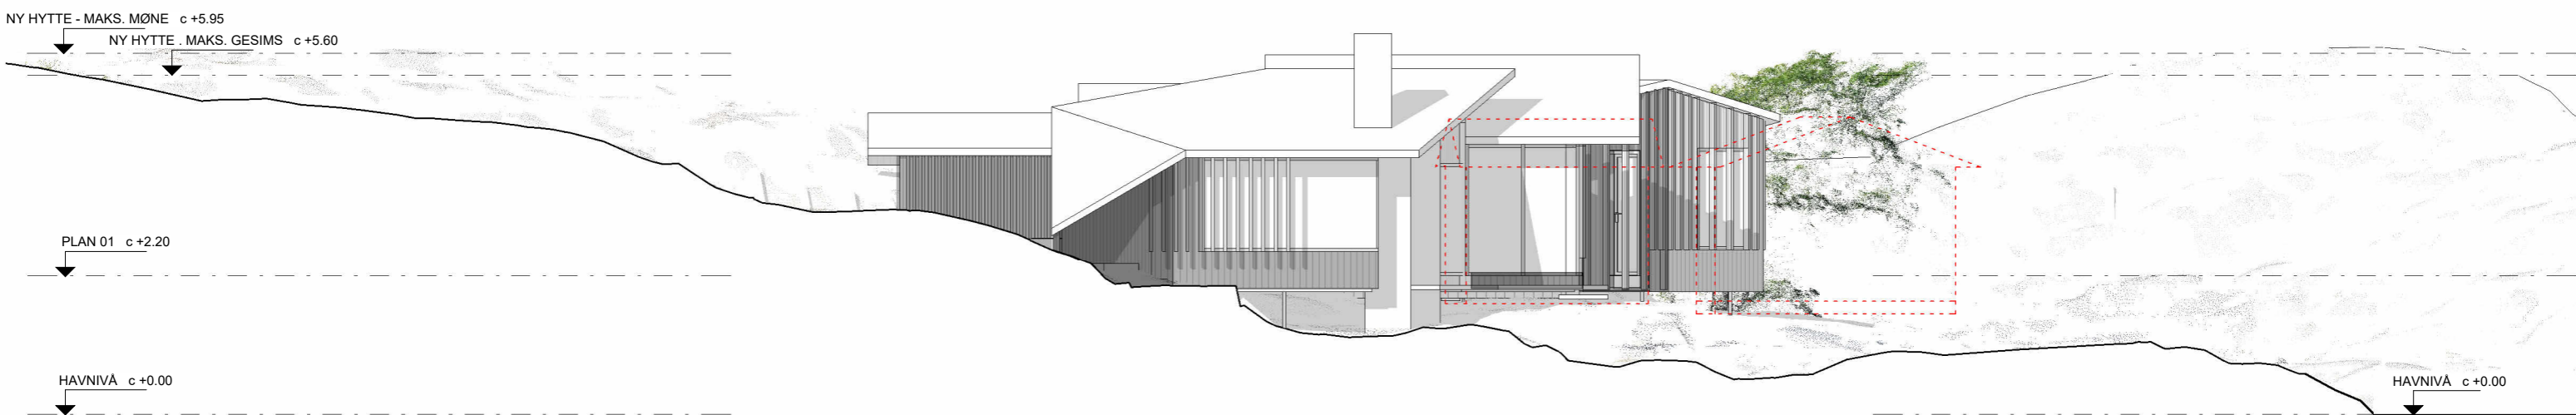 NY HYTTE - MAKS. MØNE c +5.95
NY HYTTE . MAKS. GESIMS c +5.60
PLAN 01 c +2.20
HAVNIVÅ c +0.00
HAVNIVÅ c +0.00